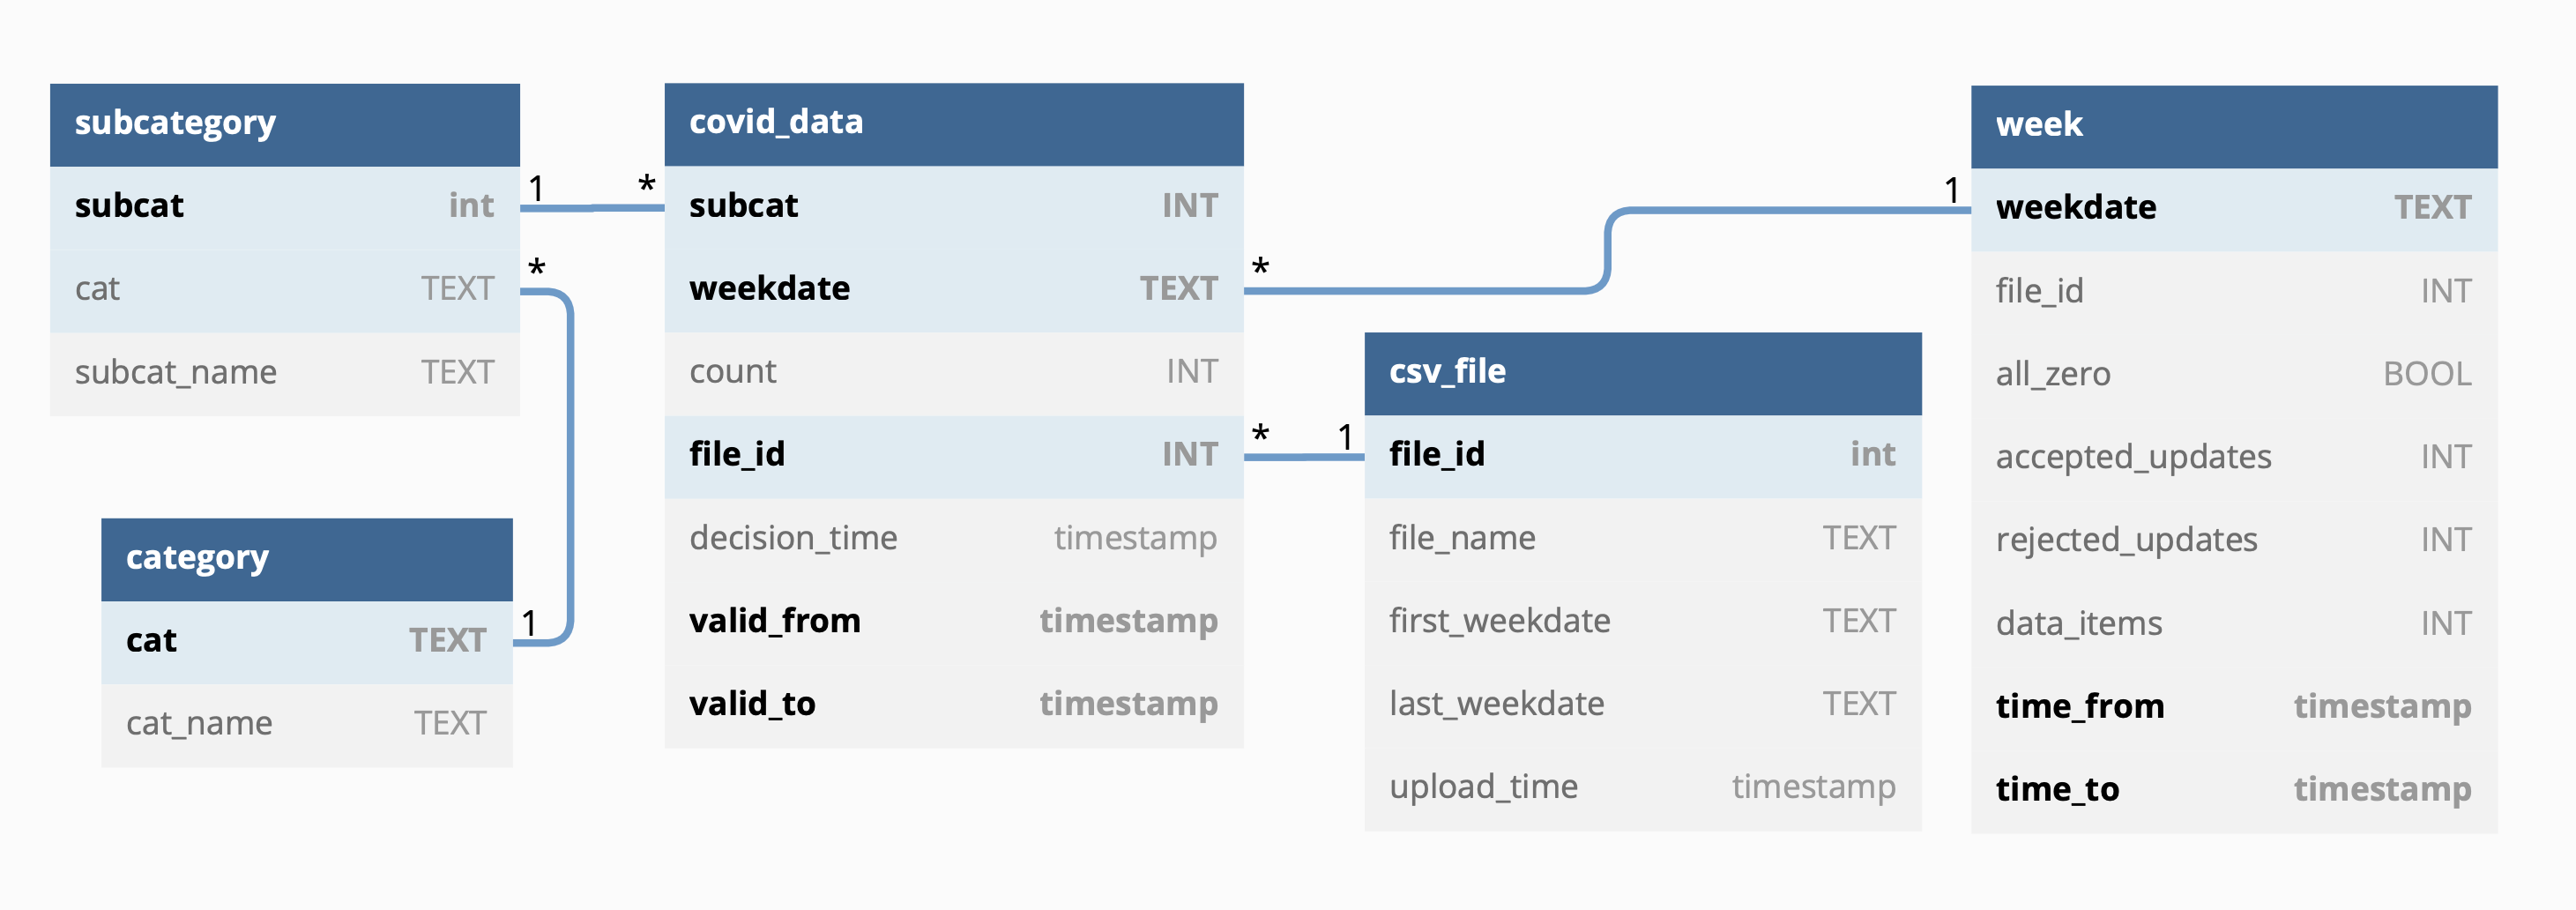 subcategory
subcat int
cat TEXT
subcat_name TEXT
1 *
*
category
cat TEXT
cat_name TEXT
1
covid_data
subcat INT
weekdate TEXT
count INT
file_id INT
decision_time timestamp
valid_from timestamp
valid_to timestamp
* 1
* 1
csv_file
file_id int
file_name TEXT
first_weekdate TEXT
last_weekdate TEXT
upload_time timestamp
week
weekdate TEXT
file_id INT
all_zero BOOL
accepted_updates INT
rejected_updates INT
data_items INT
time_from timestamp
time_to timestamp